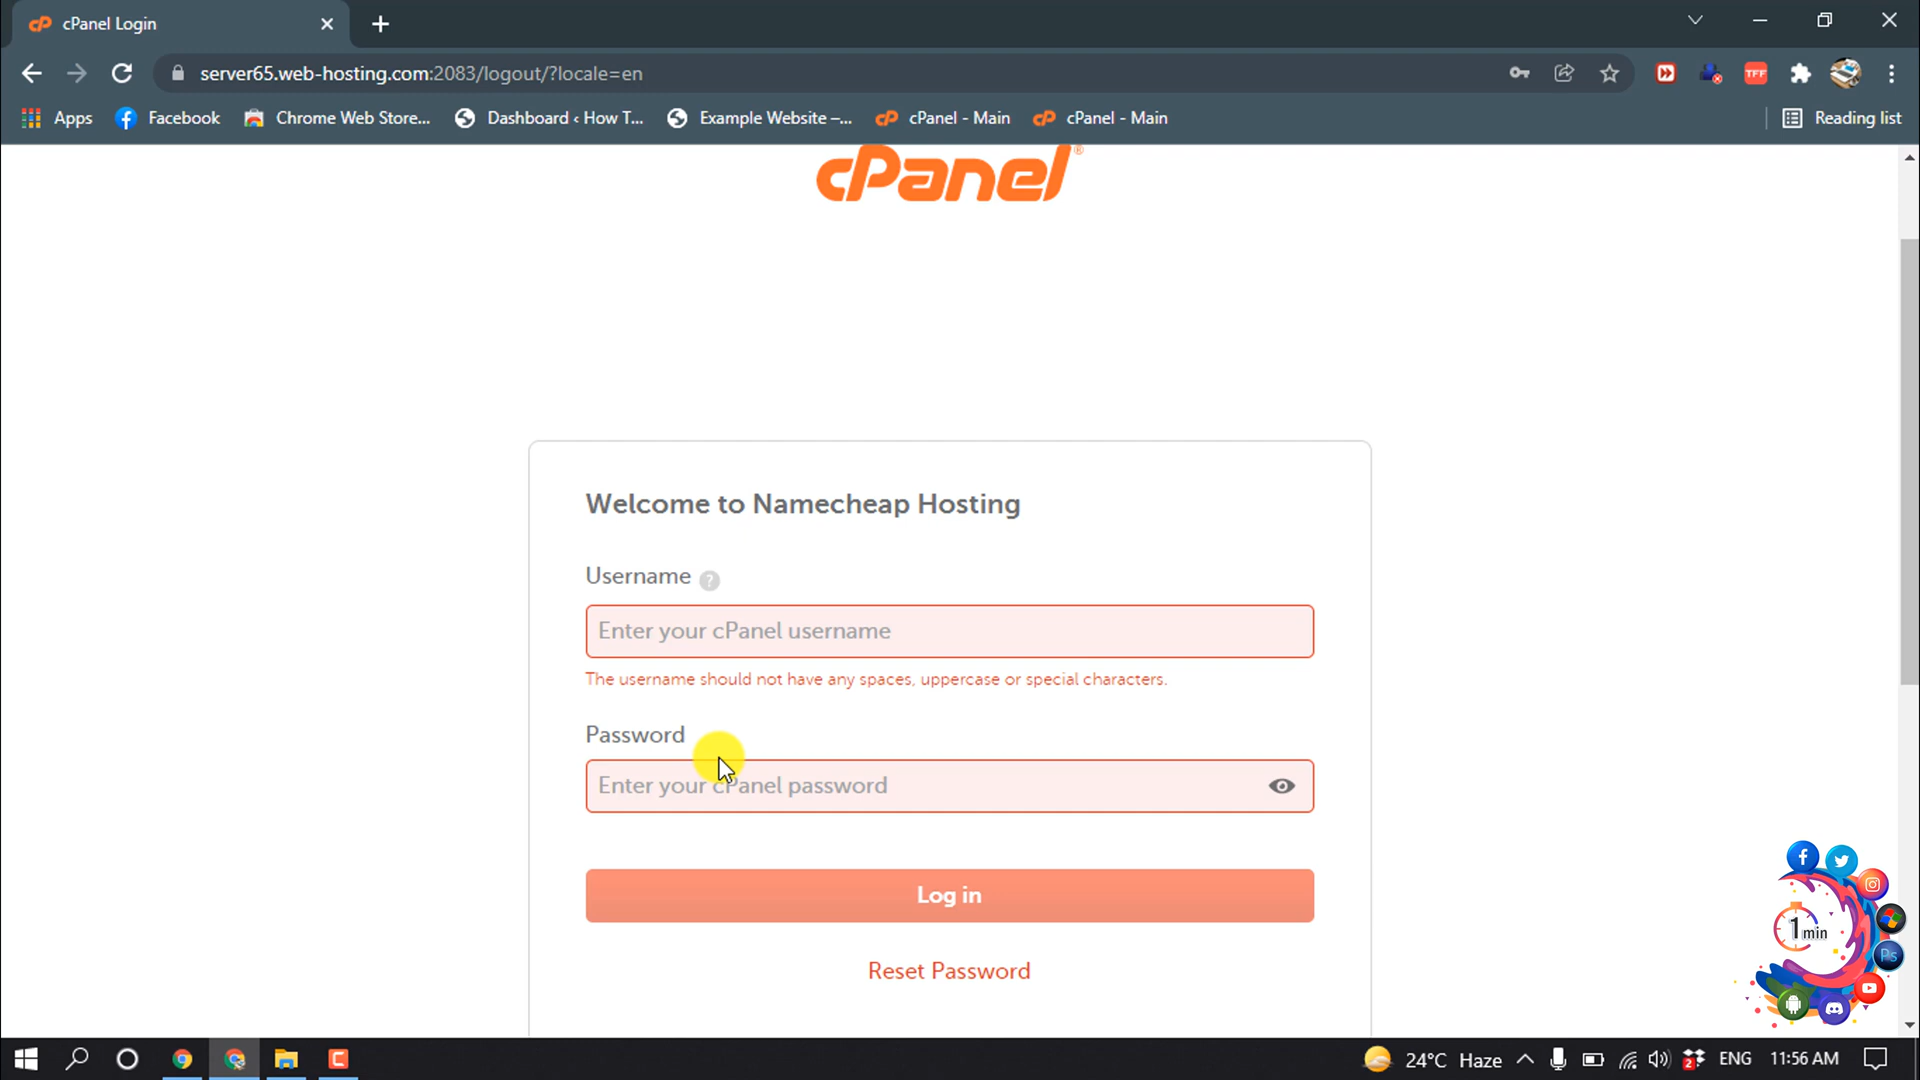 cPanel Login
server65.web-hosting.com:2083/logout/?locale=en
TFF
Apps Facebook Chrome Web Store... Dashboard ‹ How T... Example Website –... cPanel - Main cPanel - Main Reading list
cPanel®
Welcome to Namecheap Hosting
Username ?
Enter your cPanel username
The username should not have any spaces, uppercase or special characters.
Password
Enter your cPanel password
Log in
Reset Password
1 min
Ps
24°C Haze 2 ENG 11:56 AM